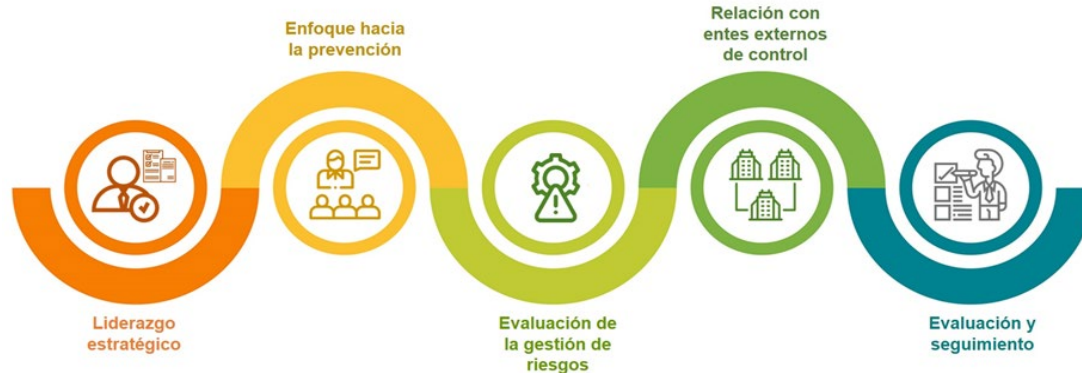 Liderazgo
estratégico
Enfoque hacia
la prevención
Evaluación de
la gestión de
riesgos
Relación con
entes externos
de control
Evaluación y
seguimiento